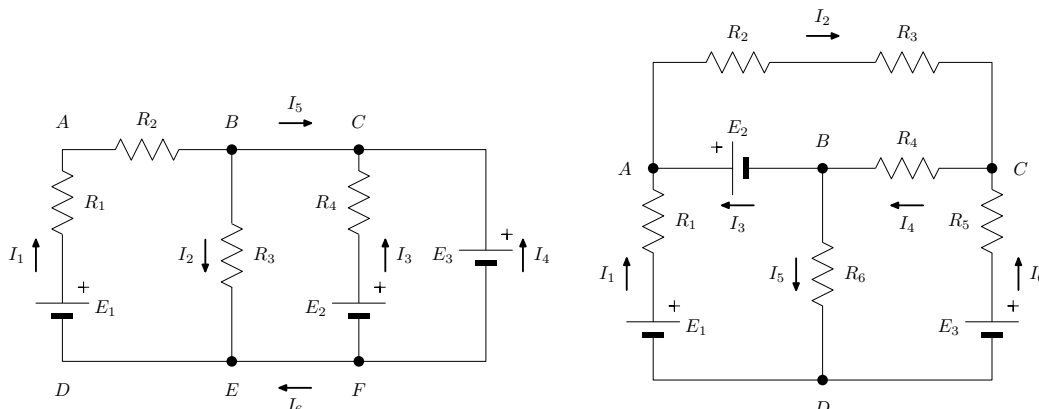 I₅
A R₂ B C
R₁ R₄
I₁ I₂ R₃ I₃ E₃ + I₄
+ E₁ E₂ +
D E F
I₆
I₂
R₂ R₃
E₂ + B R₄
A C
R₁ I₃ I₄ R₅
I₁ I₅ R₆
+ E₁ E₃ +
D